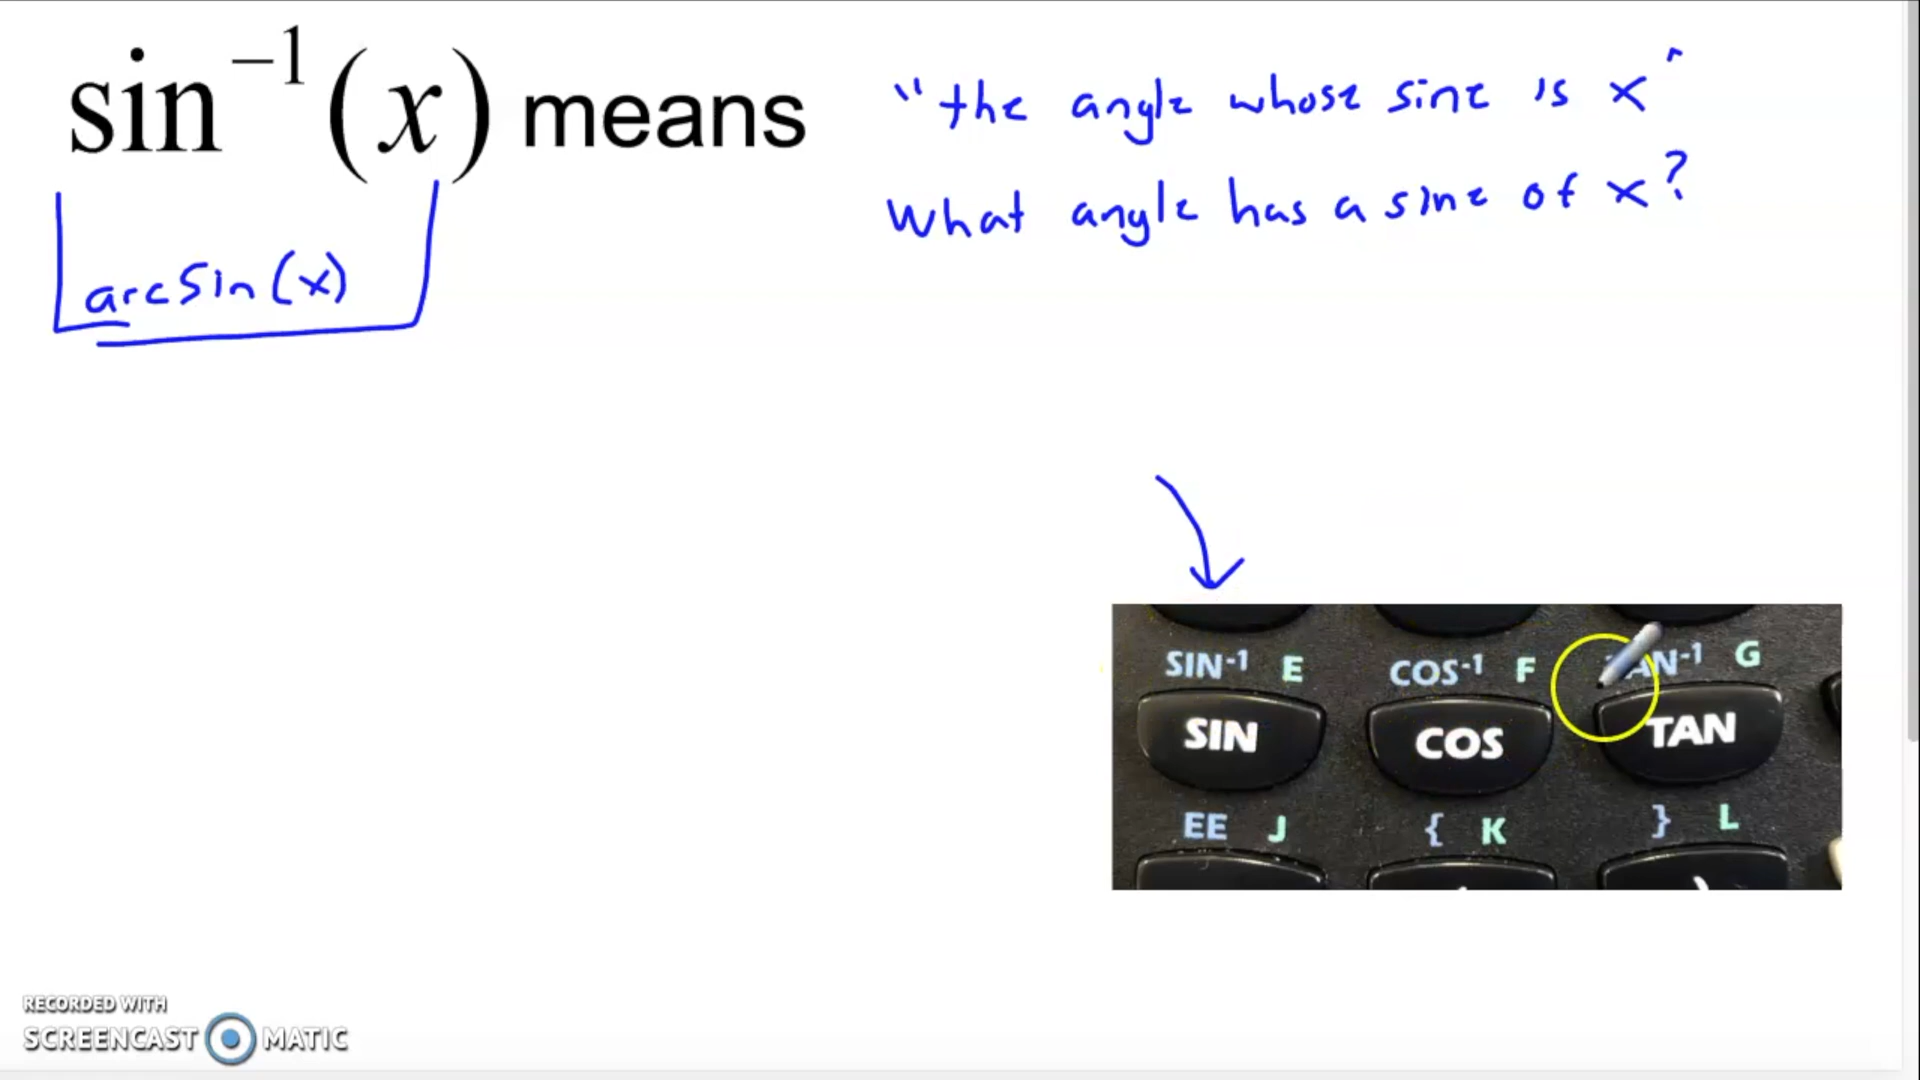 sin⁻¹(x) means "the angle whose sine is x"
What angle has a sine of x?
arcsin(x)
SIN⁻¹ E COS⁻¹ F TAN⁻¹ G
SIN COS TAN
EE J { K } L
)
RECORDED WITH
SCREENCAST MATIC